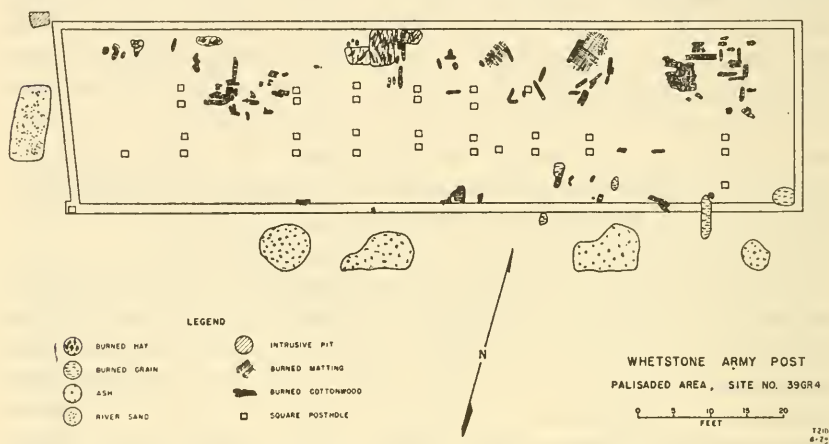 LEGEND
BURNED HAY
BURNED GRAIN
ASH
RIVER SAND
INTRUSIVE PIT
BURNED MATTING
BURNED COTTONWOOD
SQUARE POSTHOLE
N
WHETSTONE ARMY POST
PALISADED AREA, SITE NO. 39GR4
0 5 10 15 20
FEET